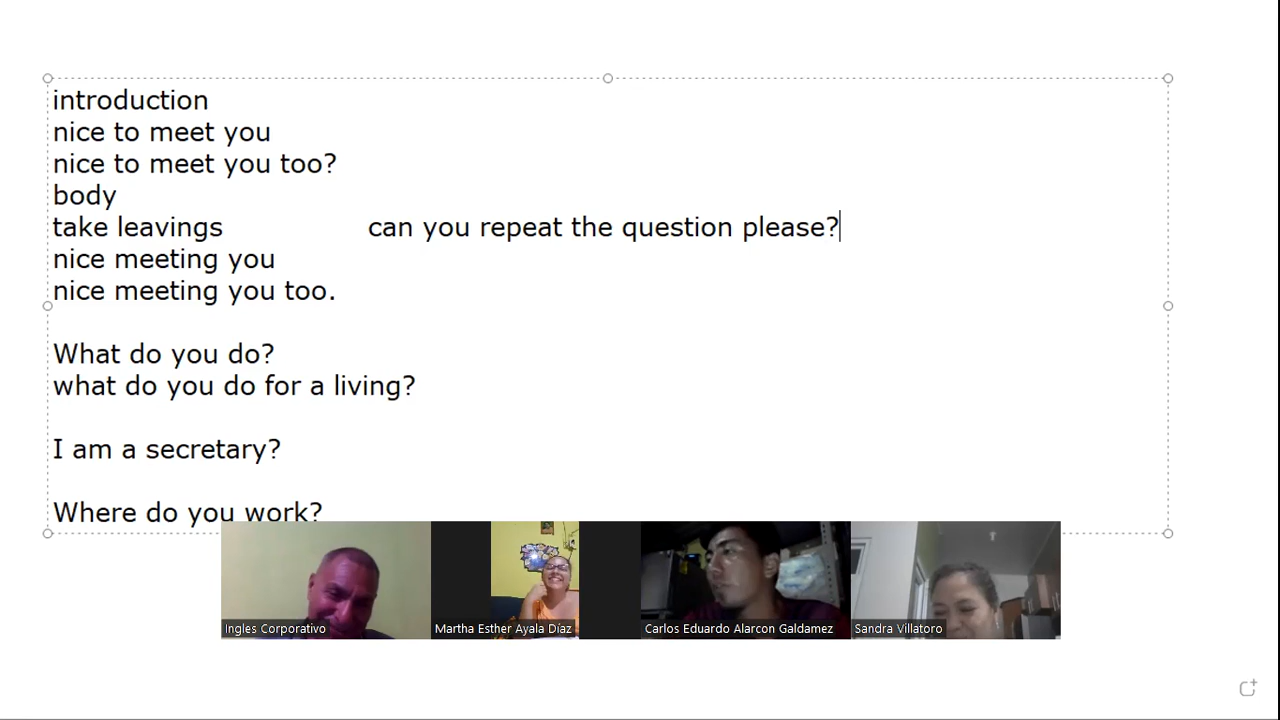 introduction
nice to meet you
nice to meet you too?
body
take leavings can you repeat the question please?
nice meeting you
nice meeting you too.
What do you do?
what do you do for a living?
I am a secretary?
Where do you work?
Ingles Corporativo
Martha Esther Ayala Díaz
Carlos Eduardo Alarcon Galdamez
Sandra Villatoro